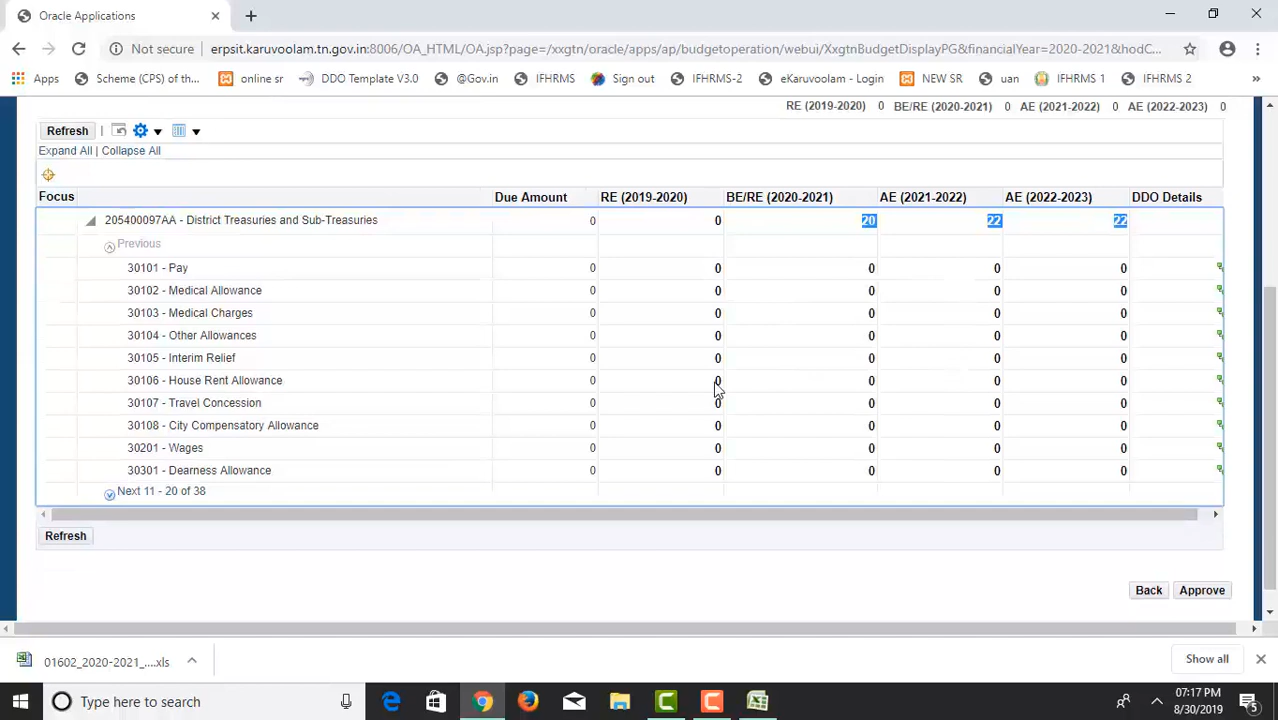 Oracle Applications
Not secure erpsit.karuvoolam.tn.gov.in:8006/OA_HTML/OA.jsp?page=/xxgtn/oracle/apps/ap/budgetoperation/webui/XxgtnBudgetDisplayPG&financialYear=2020-2021&hodC...
Apps Scheme (CPS) of th... online sr DDO Template V3.0 @Gov.in IFHRMS Sign out IFHRMS-2 eKaruvoolam - Login NEW SR uan IFHRMS 1 IFHRMS 2 »
RE (2019-2020) 0 BE/RE (2020-2021) 0 AE (2021-2022) 0 AE (2022-2023) 0
Refresh
Expand All | Collapse All
Focus Due Amount RE (2019-2020) BE/RE (2020-2021) AE (2021-2022) AE (2022-2023) DDO Details
205400097AA - District Treasuries and Sub-Treasuries 0 0 20 22 22
Previous
30101 - Pay 0 0 0 0 0
30102 - Medical Allowance 0 0 0 0 0
30103 - Medical Charges 0 0 0 0 0
30104 - Other Allowances 0 0 0 0 0
30105 - Interim Relief 0 0 0 0 0
30106 - House Rent Allowance 0 0 0 0 0
30107 - Travel Concession 0 0 0 0 0
30108 - City Compensatory Allowance 0 0 0 0 0
30201 - Wages 0 0 0 0 0
30301 - Dearness Allowance 0 0 0 0 0
Next 11 - 20 of 38
Refresh
Back Approve
01602_2020-2021_....xls Show all
Type here to search
07:17 PM
8/30/2019
5